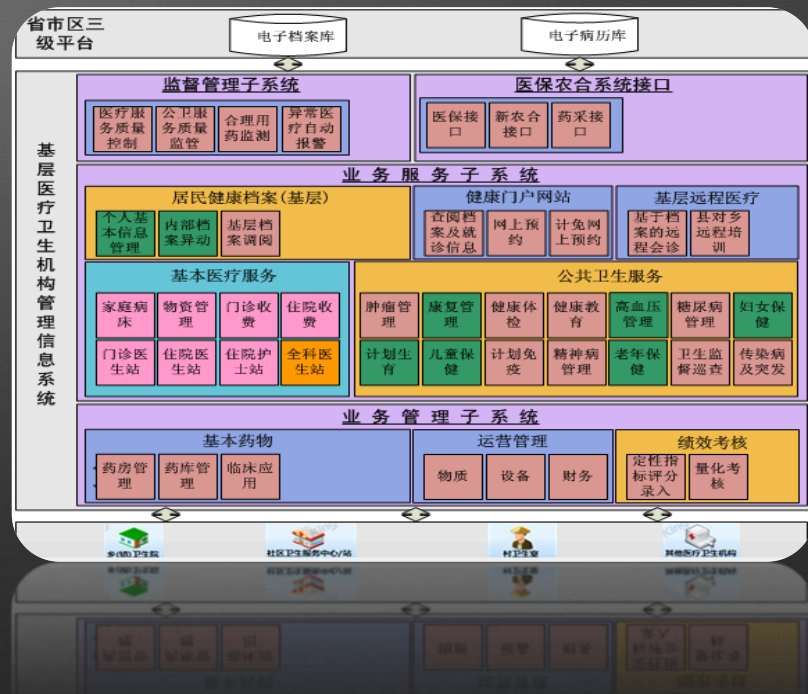 省市区三
级平台
电子档案库
电子病历库
基层医疗卫生机构管理信息系统
监督管理子系统
医疗服
务质量
控制
公卫服
务质量
监管
合理用
药监测
异常医
疗自动
报警
医保农合系统接口
医保接
口
新农合
接口
药采接
口
业务服务子系统
居民健康档案(基层)
个人基
本信息
管理
内部档
案异动
基层档
案调阅
健康门户网站
查阅档
案及就
诊信息
网上预
约
计免网
上预约
基层远程医疗
基于档
案的远
程会诊
县对乡
远程培
训
基本医疗服务
家庭病
床
物资管
理
门诊收
费
住院收
费
门诊医
生站
住院医
生站
住院护
士站
全科医
生站
公共卫生服务
肿瘤管
理
康复管
理
健康体
检
健康教
育
高血压
管理
糖尿病
管理
妇女保
健
计划生
育
儿童保
健
计划免
疫
精神病
管理
老年保
健
卫生监
督巡查
传染病
及突发
业务管理子系统
基本药物
药房管
理
药库管
理
临床应
用
运营管理
物质
设备
财务
绩效考核
定性指
标评分
录入
量化考
核
乡(镇)卫生院
社区卫生服务中心/站
村卫生室
其他医疗卫生机构